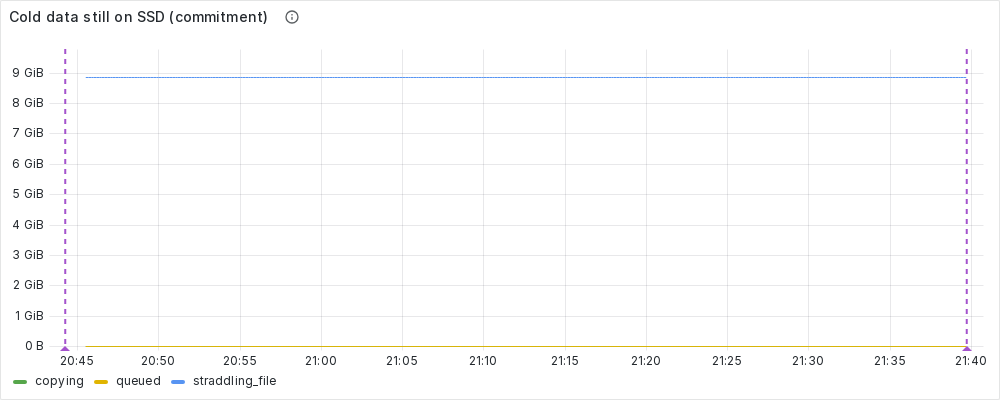 Cold data still on SSD (commitment)
9 GiB
8 GiB
7 GiB
6 GiB
5 GiB
4 GiB
3 GiB
2 GiB
1 GiB
0 B
20:45 20:50 20:55 21:00 21:05 21:10 21:15 21:20 21:25 21:30 21:35 21:40
copying queued straddling_file